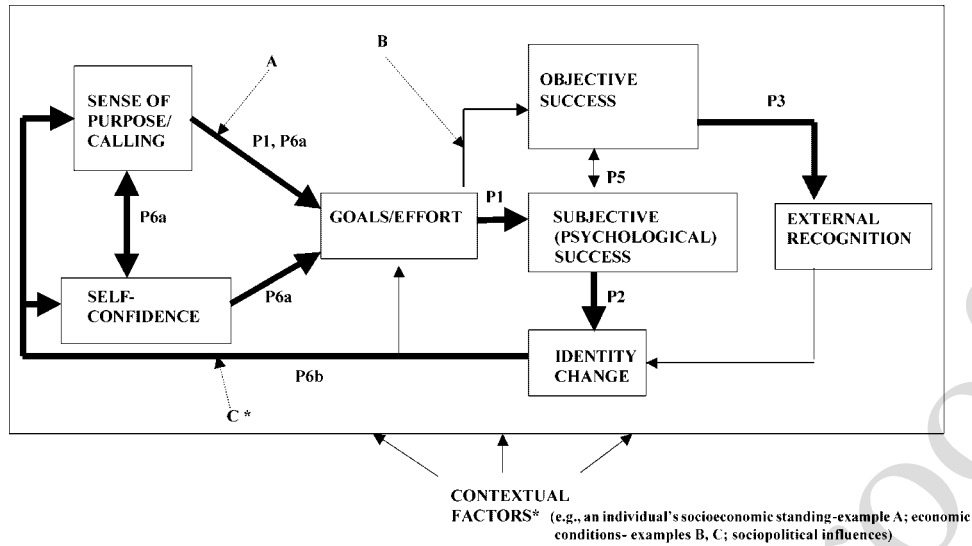 B
A
OBJECTIVE
SUCCESS
P3
SENSE OF
PURPOSE/
CALLING
P1, P6a
P5
P6a
P1
GOALS/EFFORT
SUBJECTIVE
(PSYCHOLOGICAL)
SUCCESS
EXTERNAL
RECOGNITION
SELF-
CONFIDENCE
P6a
P2
IDENTITY
CHANGE
P6b
C *
CONTEXTUAL
FACTORS* (e.g., an individual's socioeconomic standing-example A; economic
conditions- examples B, C; sociopolitical influences)